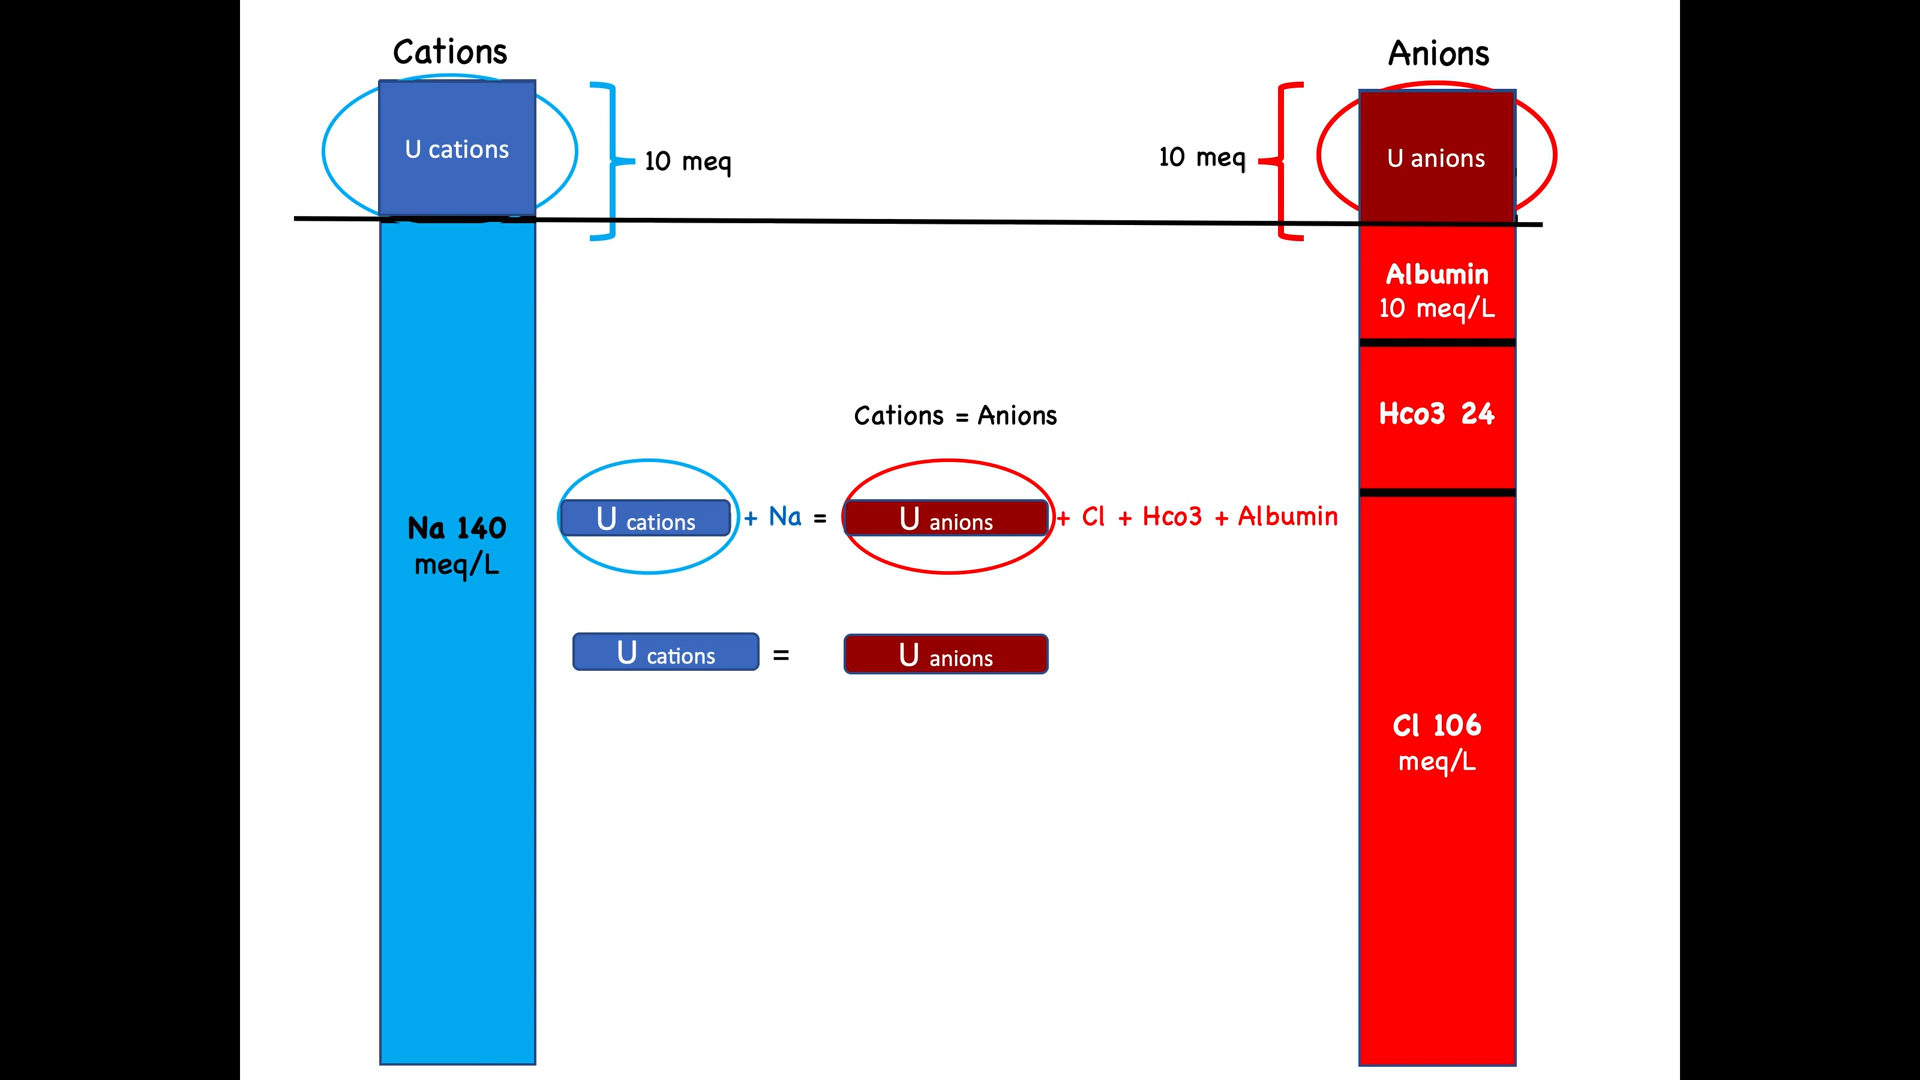 Cations
Anions
U cations
10 meq
10 meq
U anions
Albumin
10 meq/L
Cations = Anions
Hco3 24
U cations + Na = U anions + Cl + Hco3 + Albumin
Na 140
meq/L
U cations = U anions
Cl 106
meq/L